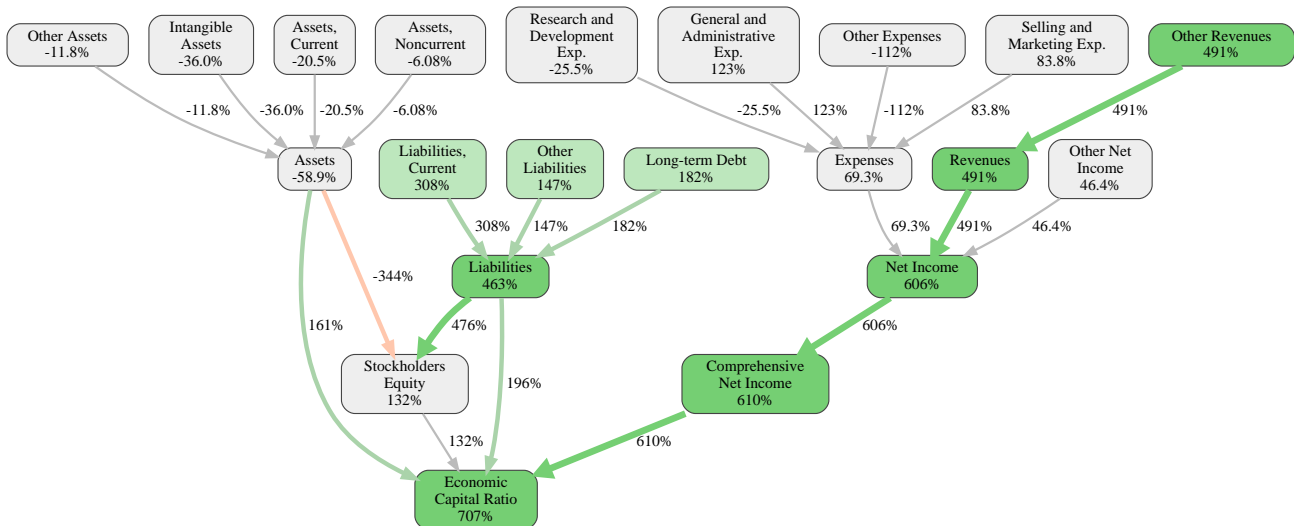 Other Assets
-11.8%
Intangible
Assets
-36.0%
Assets,
Current
-20.5%
Assets,
Noncurrent
-6.08%
Research and
Development
Exp.
-25.5%
General and
Administrative
Exp.
123%
Other Expenses
-112%
Selling and
Marketing Exp.
83.8%
Other Revenues
491%
-11.8%
-36.0%
-20.5%
-6.08%
-25.5%
123%
-112%
83.8%
491%
Assets
-58.9%
Liabilities,
Current
308%
Other
Liabilities
147%
Long-term Debt
182%
Expenses
69.3%
Revenues
491%
Other Net
Income
46.4%
308%
147%
182%
69.3%
491%
46.4%
-344%
Liabilities
463%
Net Income
606%
161%
476%
606%
Stockholders
Equity
132%
196%
Comprehensive
Net Income
610%
132%
610%
Economic
Capital Ratio
707%